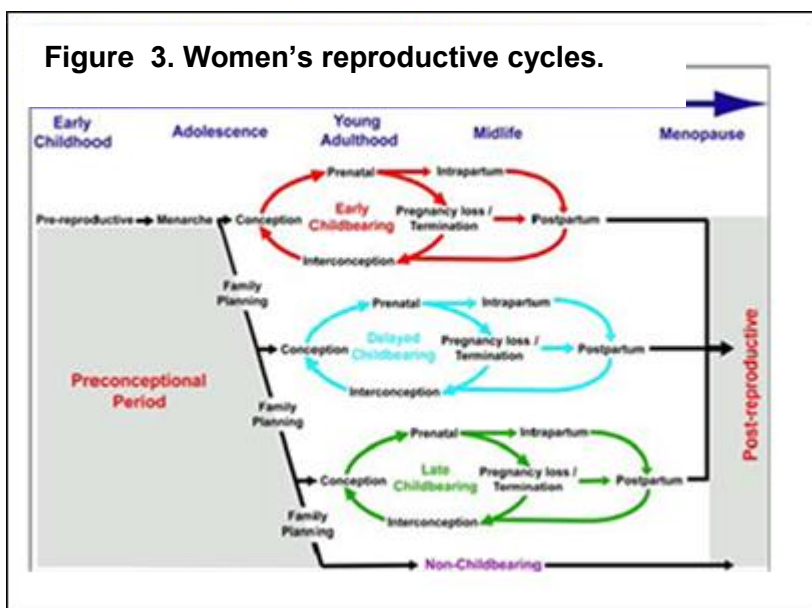 Figure 3. Women's reproductive cycles.
Early
Childhood
Adolescence
Young
Adulthood
Midlife
Menopause
Prenatal
Intrapartum
Pre-reproductive
Menarche
Conception
Early
Childbearing
Pregnancy loss /
Termination
Postpartum
Interconception
Family
Planning
Prenatal
Intrapartum
Conception
Delayed
Childbearing
Pregnancy loss /
Termination
Postpartum
Interconception
Preconceptional
Period
Family
Planning
Prenatal
Intrapartum
Conception
Late
Childbearing
Pregnancy loss /
Termination
Postpartum
Interconception
Family
Planning
Non-Childbearing
Post-reproductive